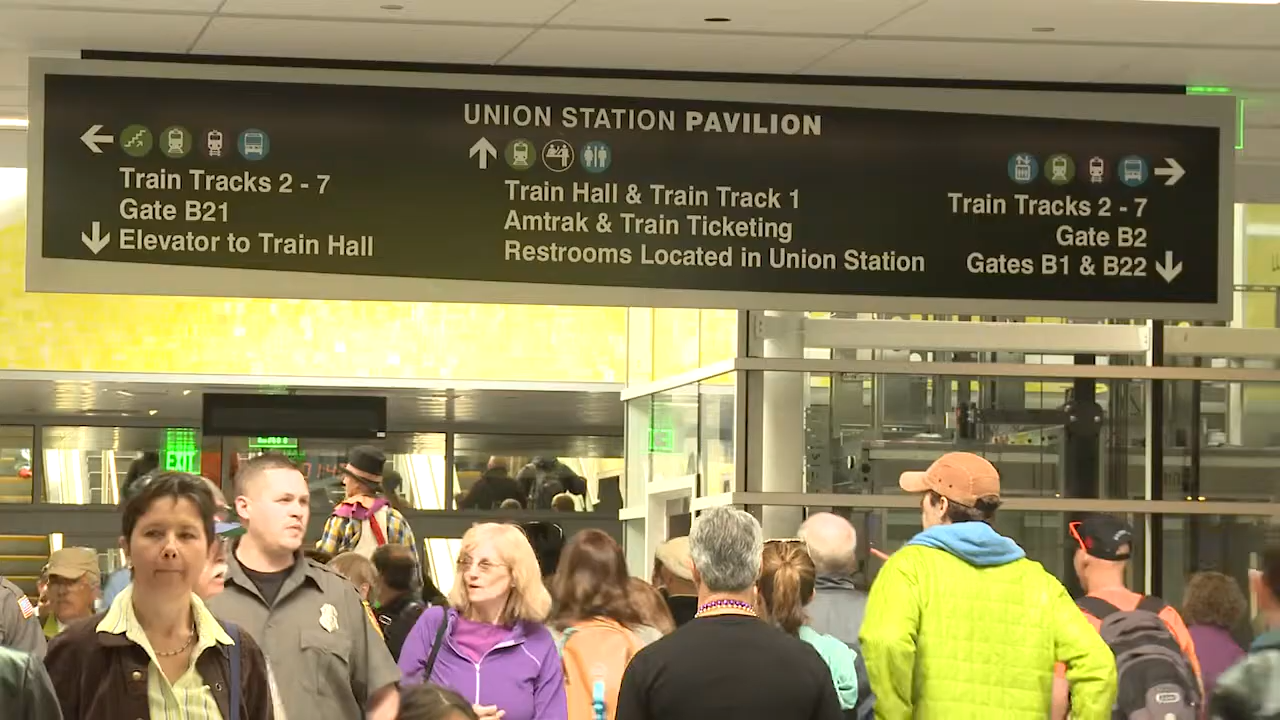 UNION STATION PAVILION
Train Tracks 2 - 7
Gate B21
Elevator to Train Hall
Train Hall & Train Track 1
Amtrak & Train Ticketing
Restrooms Located in Union Station
Train Tracks 2 - 7
Gate B2
Gates B1 & B22
EXIT